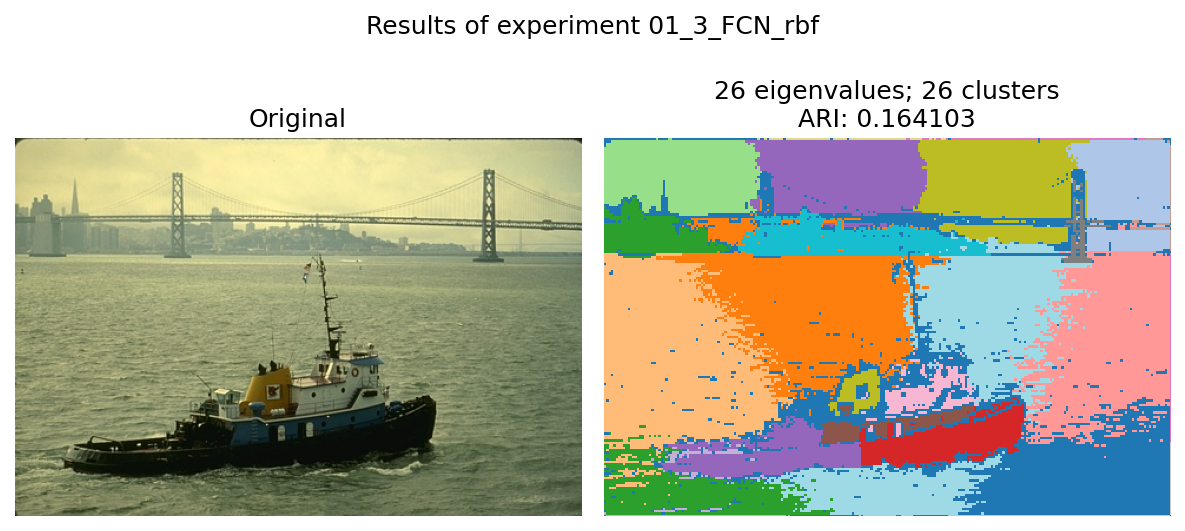 Results of experiment 01_3_FCN_rbf
Original
26 eigenvalues; 26 clusters
ARI: 0.164103